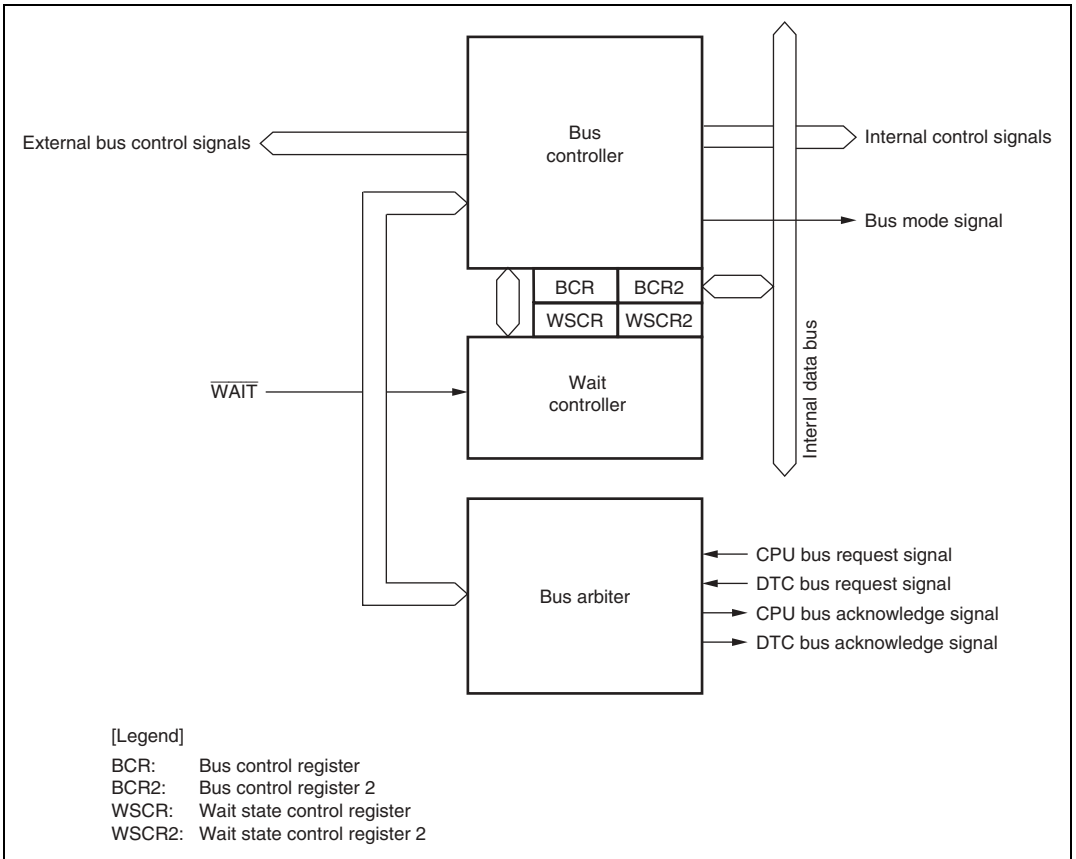 Bus
controller
External bus control signals
Internal control signals
Bus mode signal
BCR
BCR2
WSCR
WSCR2
Internal data bus
WAIT
Wait
controller
Bus arbiter
CPU bus request signal
DTC bus request signal
CPU bus acknowledge signal
DTC bus acknowledge signal
[Legend]
BCR: Bus control register
BCR2: Bus control register 2
WSCR: Wait state control register
WSCR2: Wait state control register 2